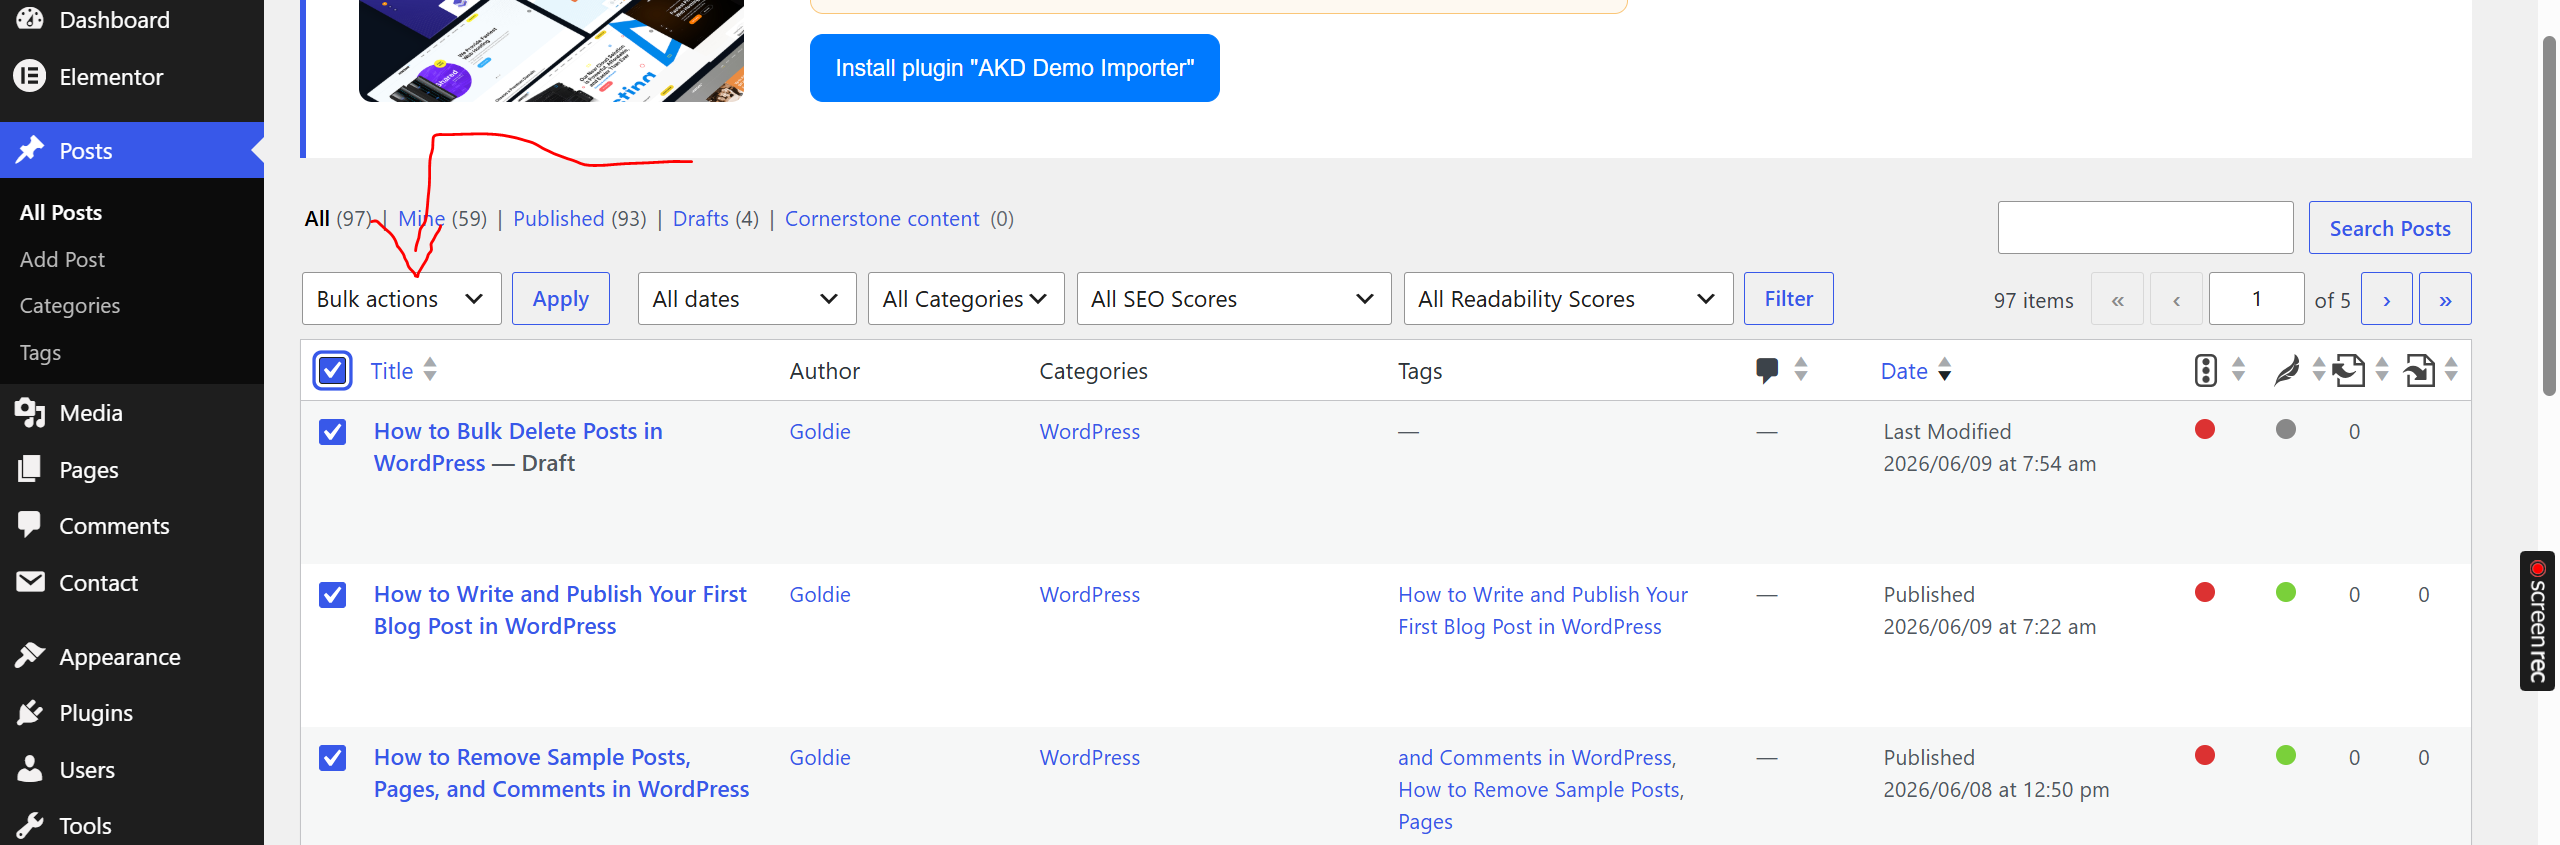 Dashboard
Elementor
Posts
All Posts
Add Post
Categories
Tags
Media
Pages
Comments
Contact
Appearance
Plugins
Users
Tools
Install plugin "AKD Demo Importer"
All (97) | Mine (59) | Published (93) | Drafts (4) | Cornerstone content (0)
Search Posts
Bulk actions Apply All dates All Categories All SEO Scores All Readability Scores Filter 97 items « ‹ 1 of 5 › »
Title Author Categories Tags Date
How to Bulk Delete Posts in Goldie WordPress — — Last Modified 0
WordPress — Draft 2026/06/09 at 7:54 am
How to Write and Publish Your First Goldie WordPress How to Write and Publish Your — Published 0 0
Blog Post in WordPress First Blog Post in WordPress 2026/06/09 at 7:22 am
How to Remove Sample Posts, Goldie WordPress and Comments in WordPress, — Published 0 0
Pages, and Comments in WordPress How to Remove Sample Posts, 2026/06/08 at 12:50 pm
Pages
screenrec